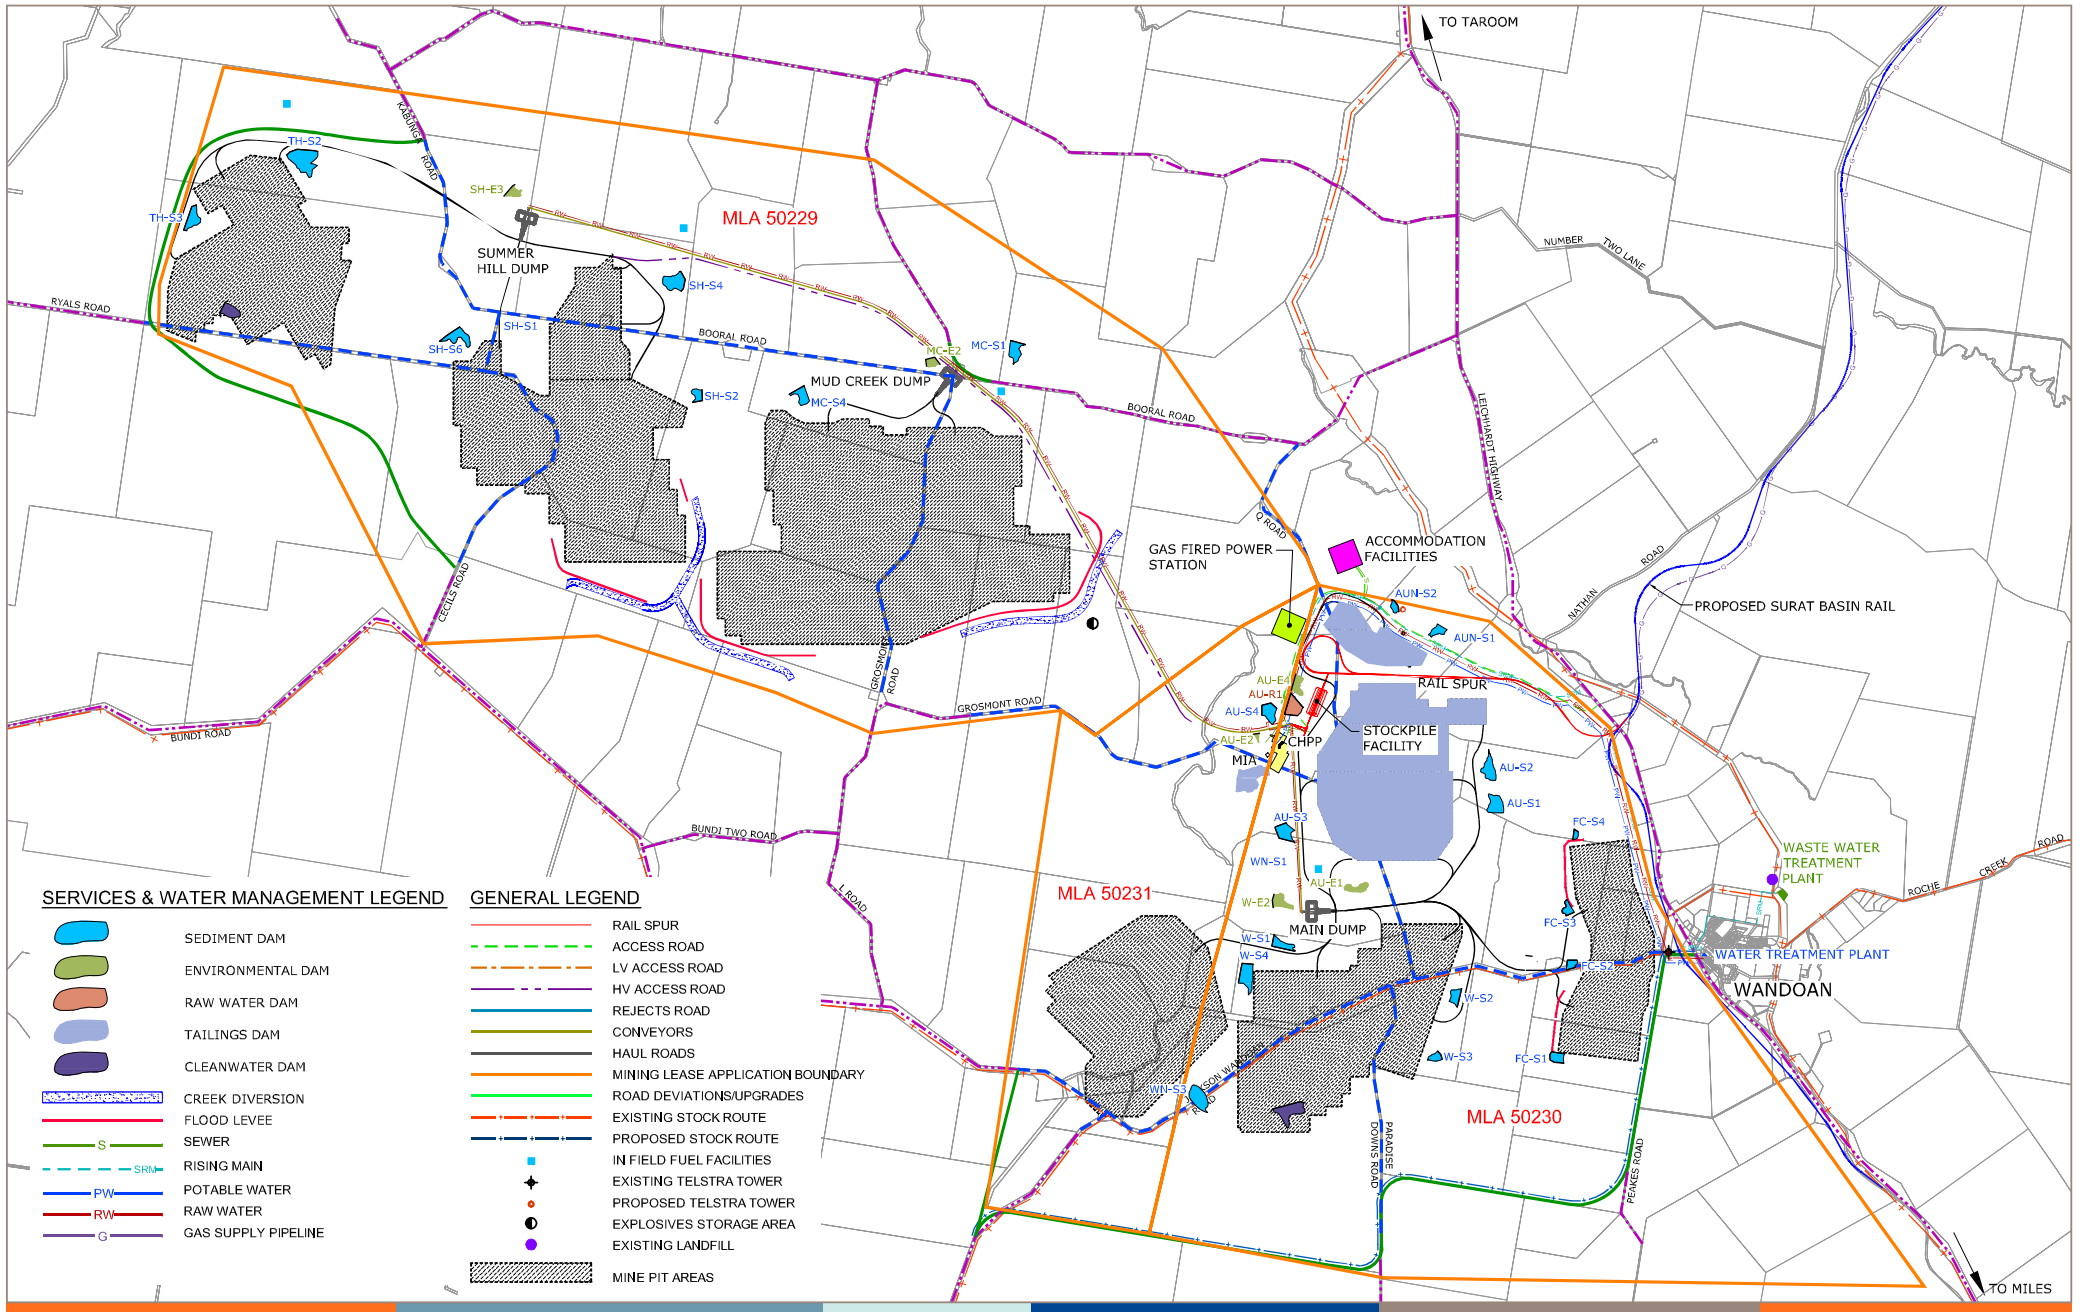 TO TAROOM
KABUNGA
ROAD
TH-S2
SH-E3
TH-S3
MLA 50229
SUMMER
HILL DUMP
NUMBER
TWO LANE
SH-S4
RYALS ROAD
SH-S1
BOORAL ROAD
SH-S6
MC-E2
MC-S1
MUD CREEK DUMP
SH-S2
MC-S4
BOORAL ROAD
LEICHHARDT HIGHWAY
Q ROAD
GAS FIRED POWER
STATION
ACCOMMODATION
FACILITIES
CECILS ROAD
NATHAN
ROAD
AUN-S2
PROPOSED SURAT BASIN RAIL
AUN-S1
GROSMONT
ROAD
AU-E4
RAIL SPUR
AU-R1
GROSMONT ROAD
AU-S4
STOCKPILE
FACILITY
BUNDI ROAD
AU-E2
CHPP
MIA
AU-S2
AU-S1
BUNDI TWO ROAD
AU-S3
FC-S4
WN-S1
WASTE WATER
TREATMENT
PLANT
ROCHE
CREEK
ROAD
L ROAD
MLA 50231
AU-E1
W-E2
MAIN DUMP
FC-S3
W-S1
W-S4
FC-S2
WATER TREATMENT PLANT
WANDOAN
W-S2
W-S3
FC-S1
JACKSON WANDOAN
ROAD
WN-S3
MLA 50230
PARADISE
DOWNS ROAD
PEAKES ROAD
SRM
TO MILES
SERVICES & WATER MANAGEMENT LEGEND
SEDIMENT DAM
ENVIRONMENTAL DAM
RAW WATER DAM
TAILINGS DAM
CLEANWATER DAM
CREEK DIVERSION
FLOOD LEVEE
S SEWER
SRM RISING MAIN
PW POTABLE WATER
RW RAW WATER
G GAS SUPPLY PIPELINE
GENERAL LEGEND
RAIL SPUR
ACCESS ROAD
LV ACCESS ROAD
HV ACCESS ROAD
REJECTS ROAD
CONVEYORS
HAUL ROADS
MINING LEASE APPLICATION BOUNDARY
ROAD DEVIATIONS/UPGRADES
EXISTING STOCK ROUTE
PROPOSED STOCK ROUTE
IN FIELD FUEL FACILITIES
EXISTING TELSTRA TOWER
PROPOSED TELSTRA TOWER
EXPLOSIVES STORAGE AREA
EXISTING LANDFILL
MINE PIT AREAS